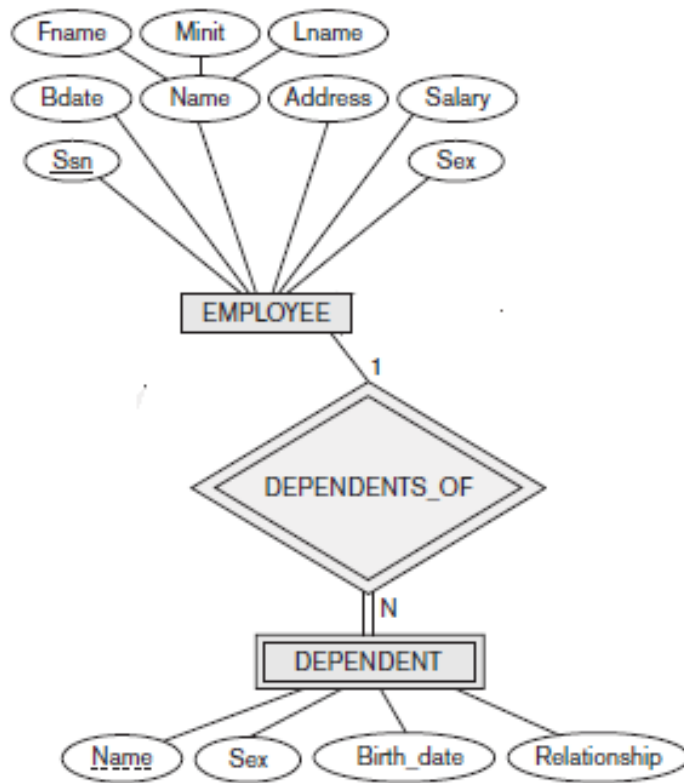 Fname Minit Lname
Bdate Name Address Salary
Ssn Sex
EMPLOYEE
1
DEPENDENTS_OF
N
DEPENDENT
Name Sex Birth_date Relationship